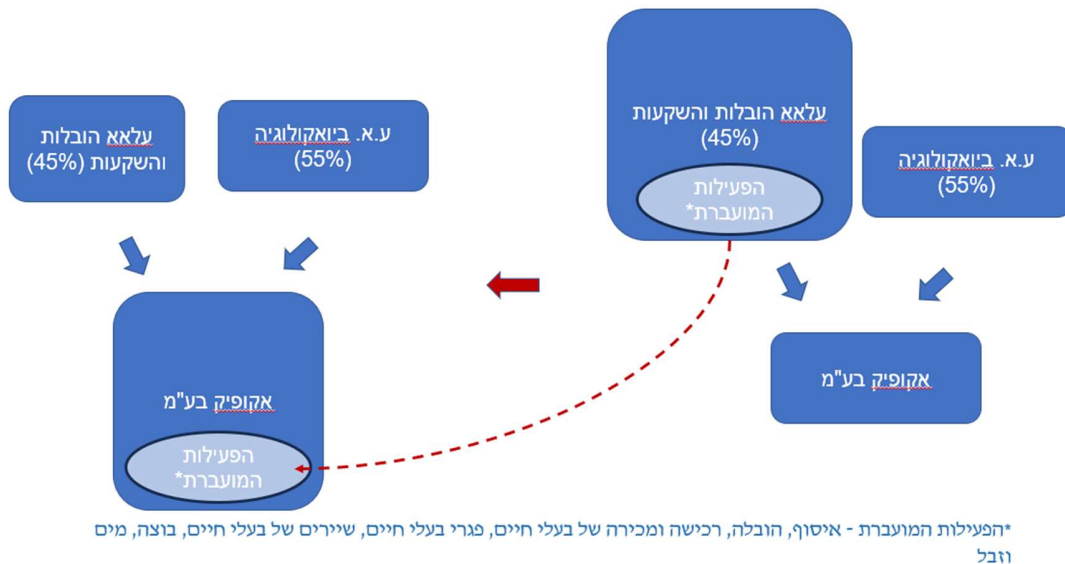 עלאא הובלות והשקעות
(45%)
הפעילות
המועברת*
ע.א. ביואקולוגיה
(55%)
אקופיק בע"מ
ע.א. ביואקולוגיה
(55%)
עלאא הובלות
והשקעות (45%)
אקופיק בע"מ
הפעילות
המועברת*
*הפעילות המועברת - איסוף, הובלה, רכישה ומכירה של בעלי חיים, פגרי בעלי חיים, שיירים של בעלי חיים, בוצה, מים
וזבל